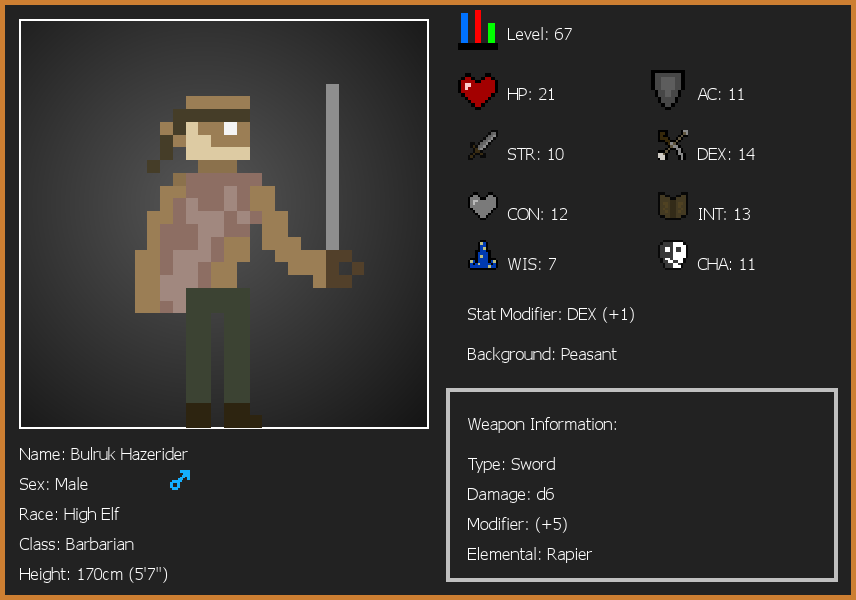 Level: 67
HP: 21
AC: 11
STR: 10
DEX: 14
CON: 12
INT: 13
WIS: 7
CHA: 11
Stat Modifier: DEX (+1)
Background: Peasant
Weapon Information:
Type: Sword
Damage: d6
Modifier: (+5)
Elemental: Rapier
Name: Bulruk Hazerider
Sex: Male
Race: High Elf
Class: Barbarian
Height: 170cm (5'7")